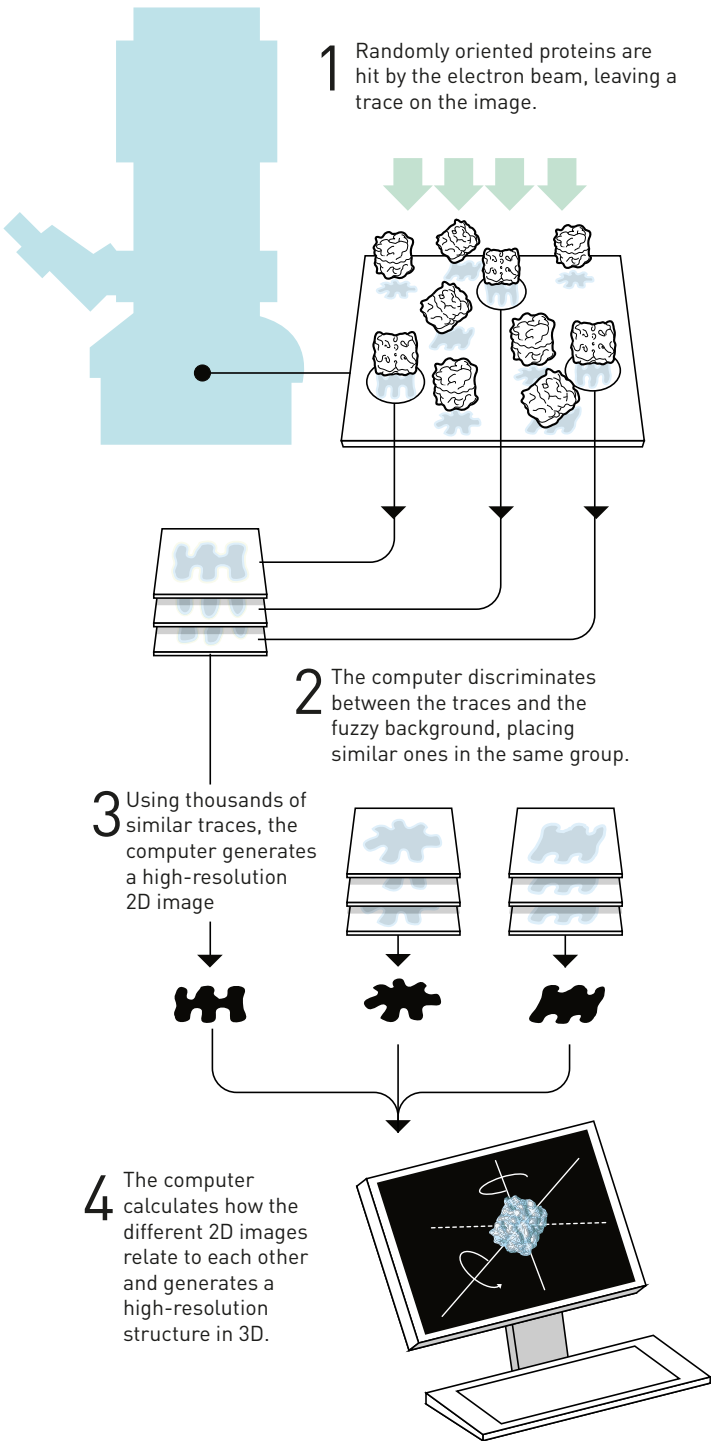 1 Randomly oriented proteins are
hit by the electron beam, leaving a
trace on the image.
2 The computer discriminates
between the traces and the
fuzzy background, placing
similar ones in the same group.
3 Using thousands of
similar traces, the
computer generates
a high-resolution
2D image
4 The computer
calculates how the
different 2D images
relate to each other
and generates a
high-resolution
structure in 3D.